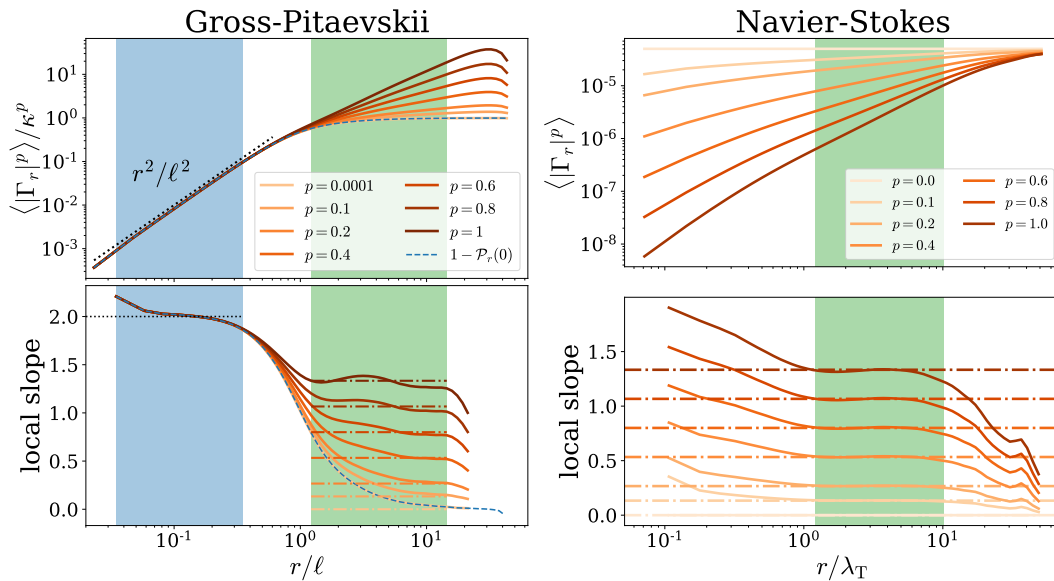 Gross-Pitaevskii
⟨|Γ_r|^p⟩/κ^p
10^1
10^0
10^{-1}
10^{-2}
10^{-3}
r^2/ℓ^2
p = 0.0001
p = 0.1
p = 0.2
p = 0.4
p = 0.6
p = 0.8
p = 1
1 − 𝒫_r(0)
local slope
2.0
1.5
1.0
0.5
0.0
10^{-1}
10^0
10^1
r/ℓ
Navier-Stokes
⟨|Γ_r|^p⟩
10^{-5}
10^{-6}
10^{-7}
10^{-8}
p = 0.0
p = 0.1
p = 0.2
p = 0.4
p = 0.6
p = 0.8
p = 1.0
local slope
1.5
1.0
0.5
0.0
10^{-1}
10^0
10^1
r/λ_T